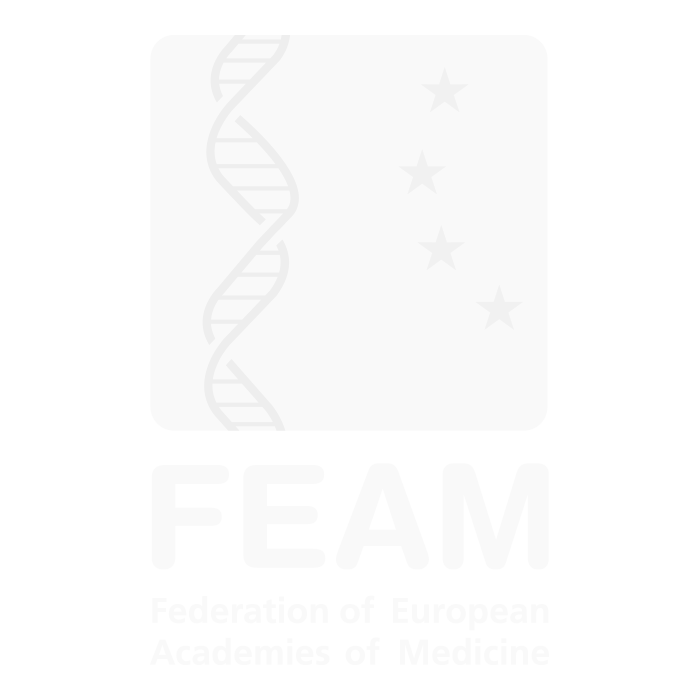 FEAM
Federation of European
Academies of Medicine